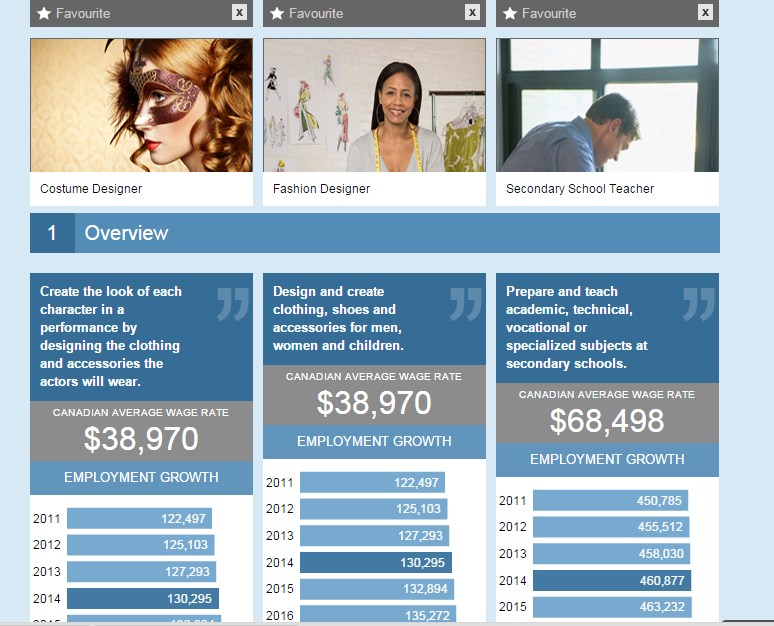 Favourite x
Favourite x
Favourite x
Costume Designer
Fashion Designer
Secondary School Teacher
1 Overview
Create the look of each
character in a
performance by
designing the clothing
and accessories the
actors will wear.
CANADIAN AVERAGE WAGE RATE
$38,970
EMPLOYMENT GROWTH
2011 122,497
2012 125,103
2013 127,293
2014 130,295
2015
Design and create
clothing, shoes and
accessories for men,
women and children.
CANADIAN AVERAGE WAGE RATE
$38,970
EMPLOYMENT GROWTH
2011 122,497
2012 125,103
2013 127,293
2014 130,295
2015 132,894
2016 135,272
Prepare and teach
academic, technical,
vocational or
specialized subjects at
secondary schools.
CANADIAN AVERAGE WAGE RATE
$68,498
EMPLOYMENT GROWTH
2011 450,785
2012 455,512
2013 458,030
2014 460,877
2015 463,232